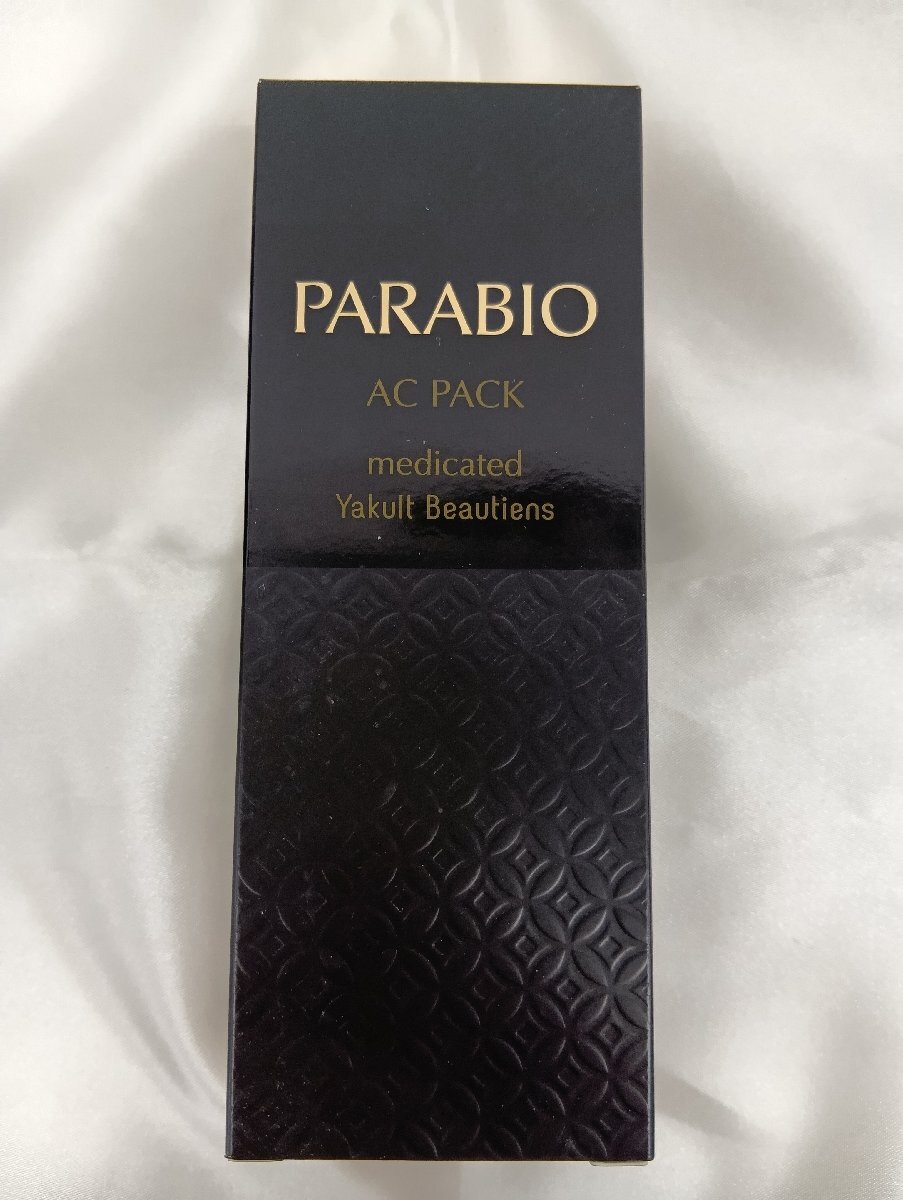 PARABIO
AC PACK
medicated
Yakult Beautiens